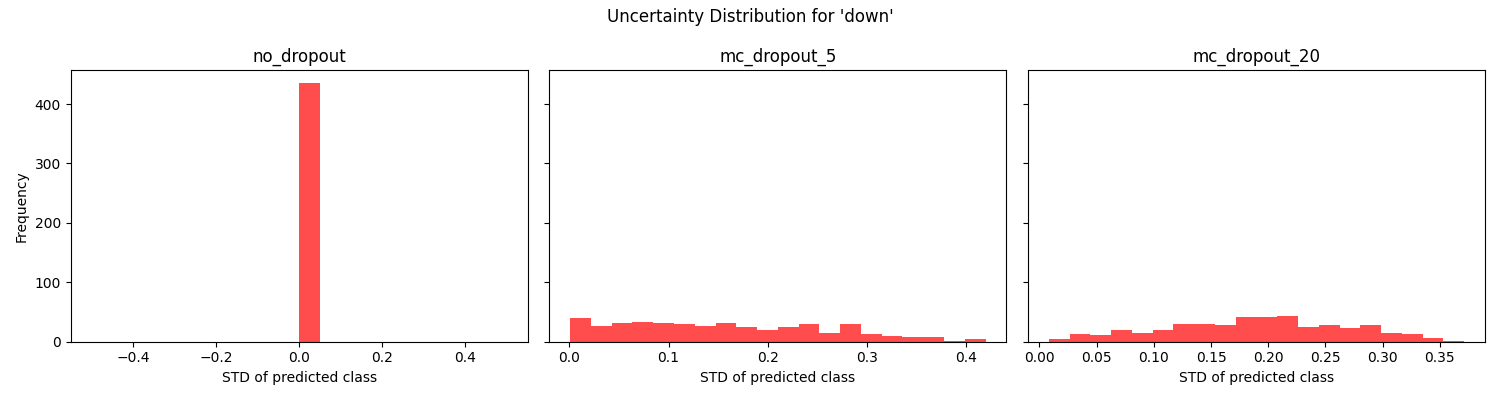 Uncertainty Distribution for 'down'
no_dropout
mc_dropout_5
mc_dropout_20
Frequency
400
300
200
100
0
−0.4 −0.2 0.0 0.2 0.4
0.0 0.1 0.2 0.3 0.4
0.00 0.05 0.10 0.15 0.20 0.25 0.30 0.35
STD of predicted class
STD of predicted class
STD of predicted class